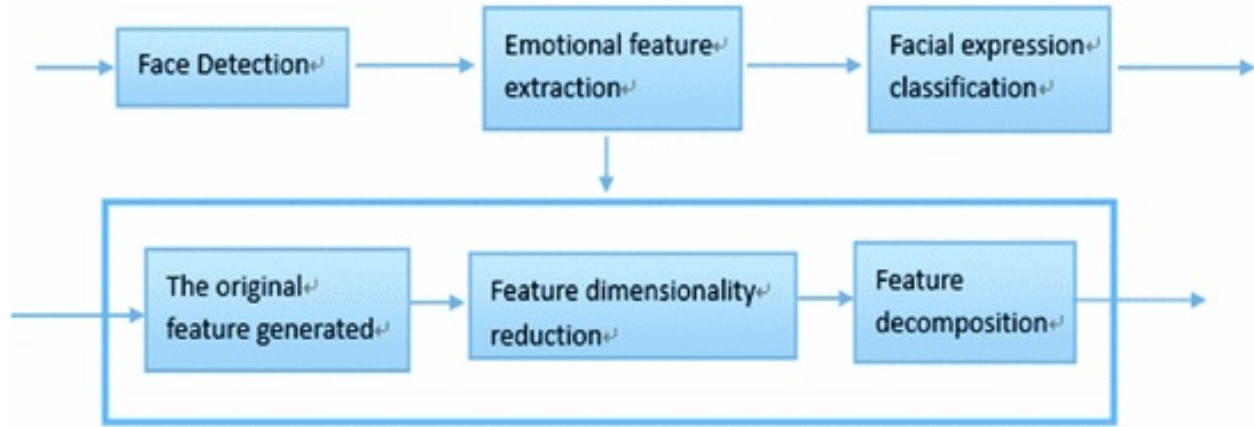 Face Detection↵
Emotional feature↵
extraction↵
Facial expression↵
classification↵
The original↵
feature generated↵
Feature dimensionality↵
reduction↵
Feature↵
decomposition↵